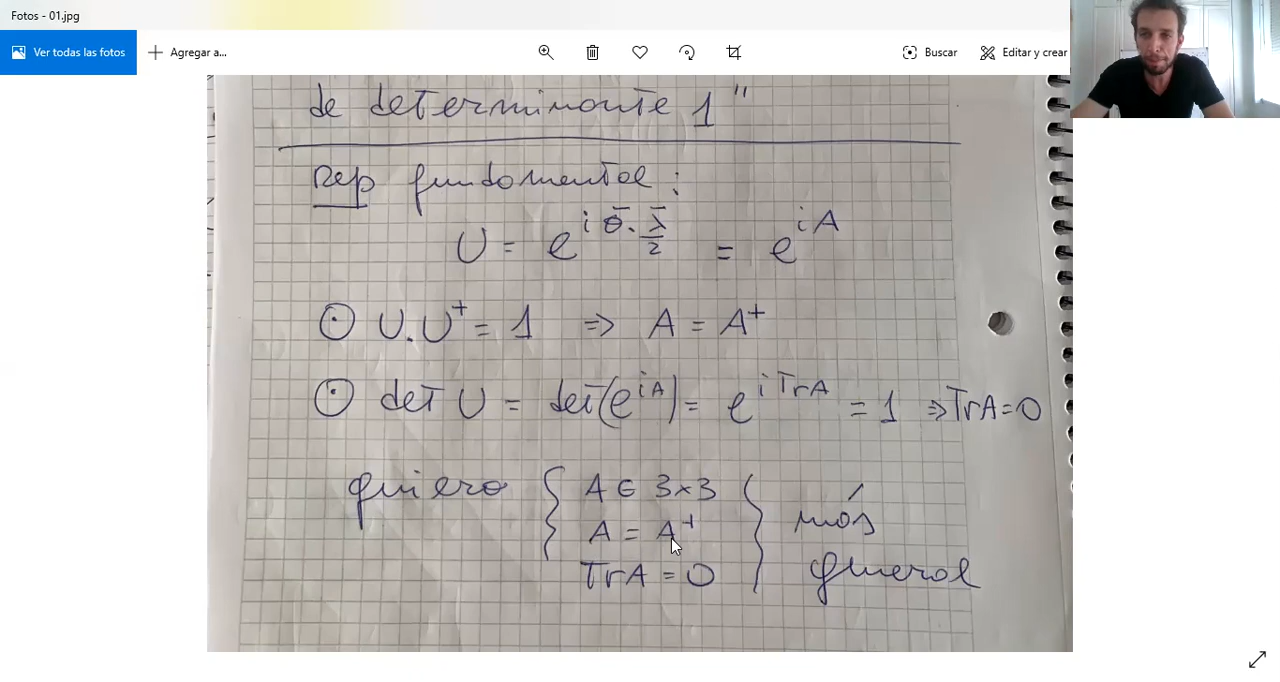 Fotos - 01.jpg
Ver todas las fotos
Agregar a...
Buscar
Editar y crear
de determinante 1"
Rep fundamental:
U = e^{i θ̄·λ̄/2} = e^{iA}
⊙ U.U⁺ = 1 ⇒ A = A⁺
⊙ det U = det(e^{iA}) = e^{i TrA} = 1 ⇒ TrA = 0
quiero { A ∈ 3×3
A = A⁺
TrA = 0 } más
general